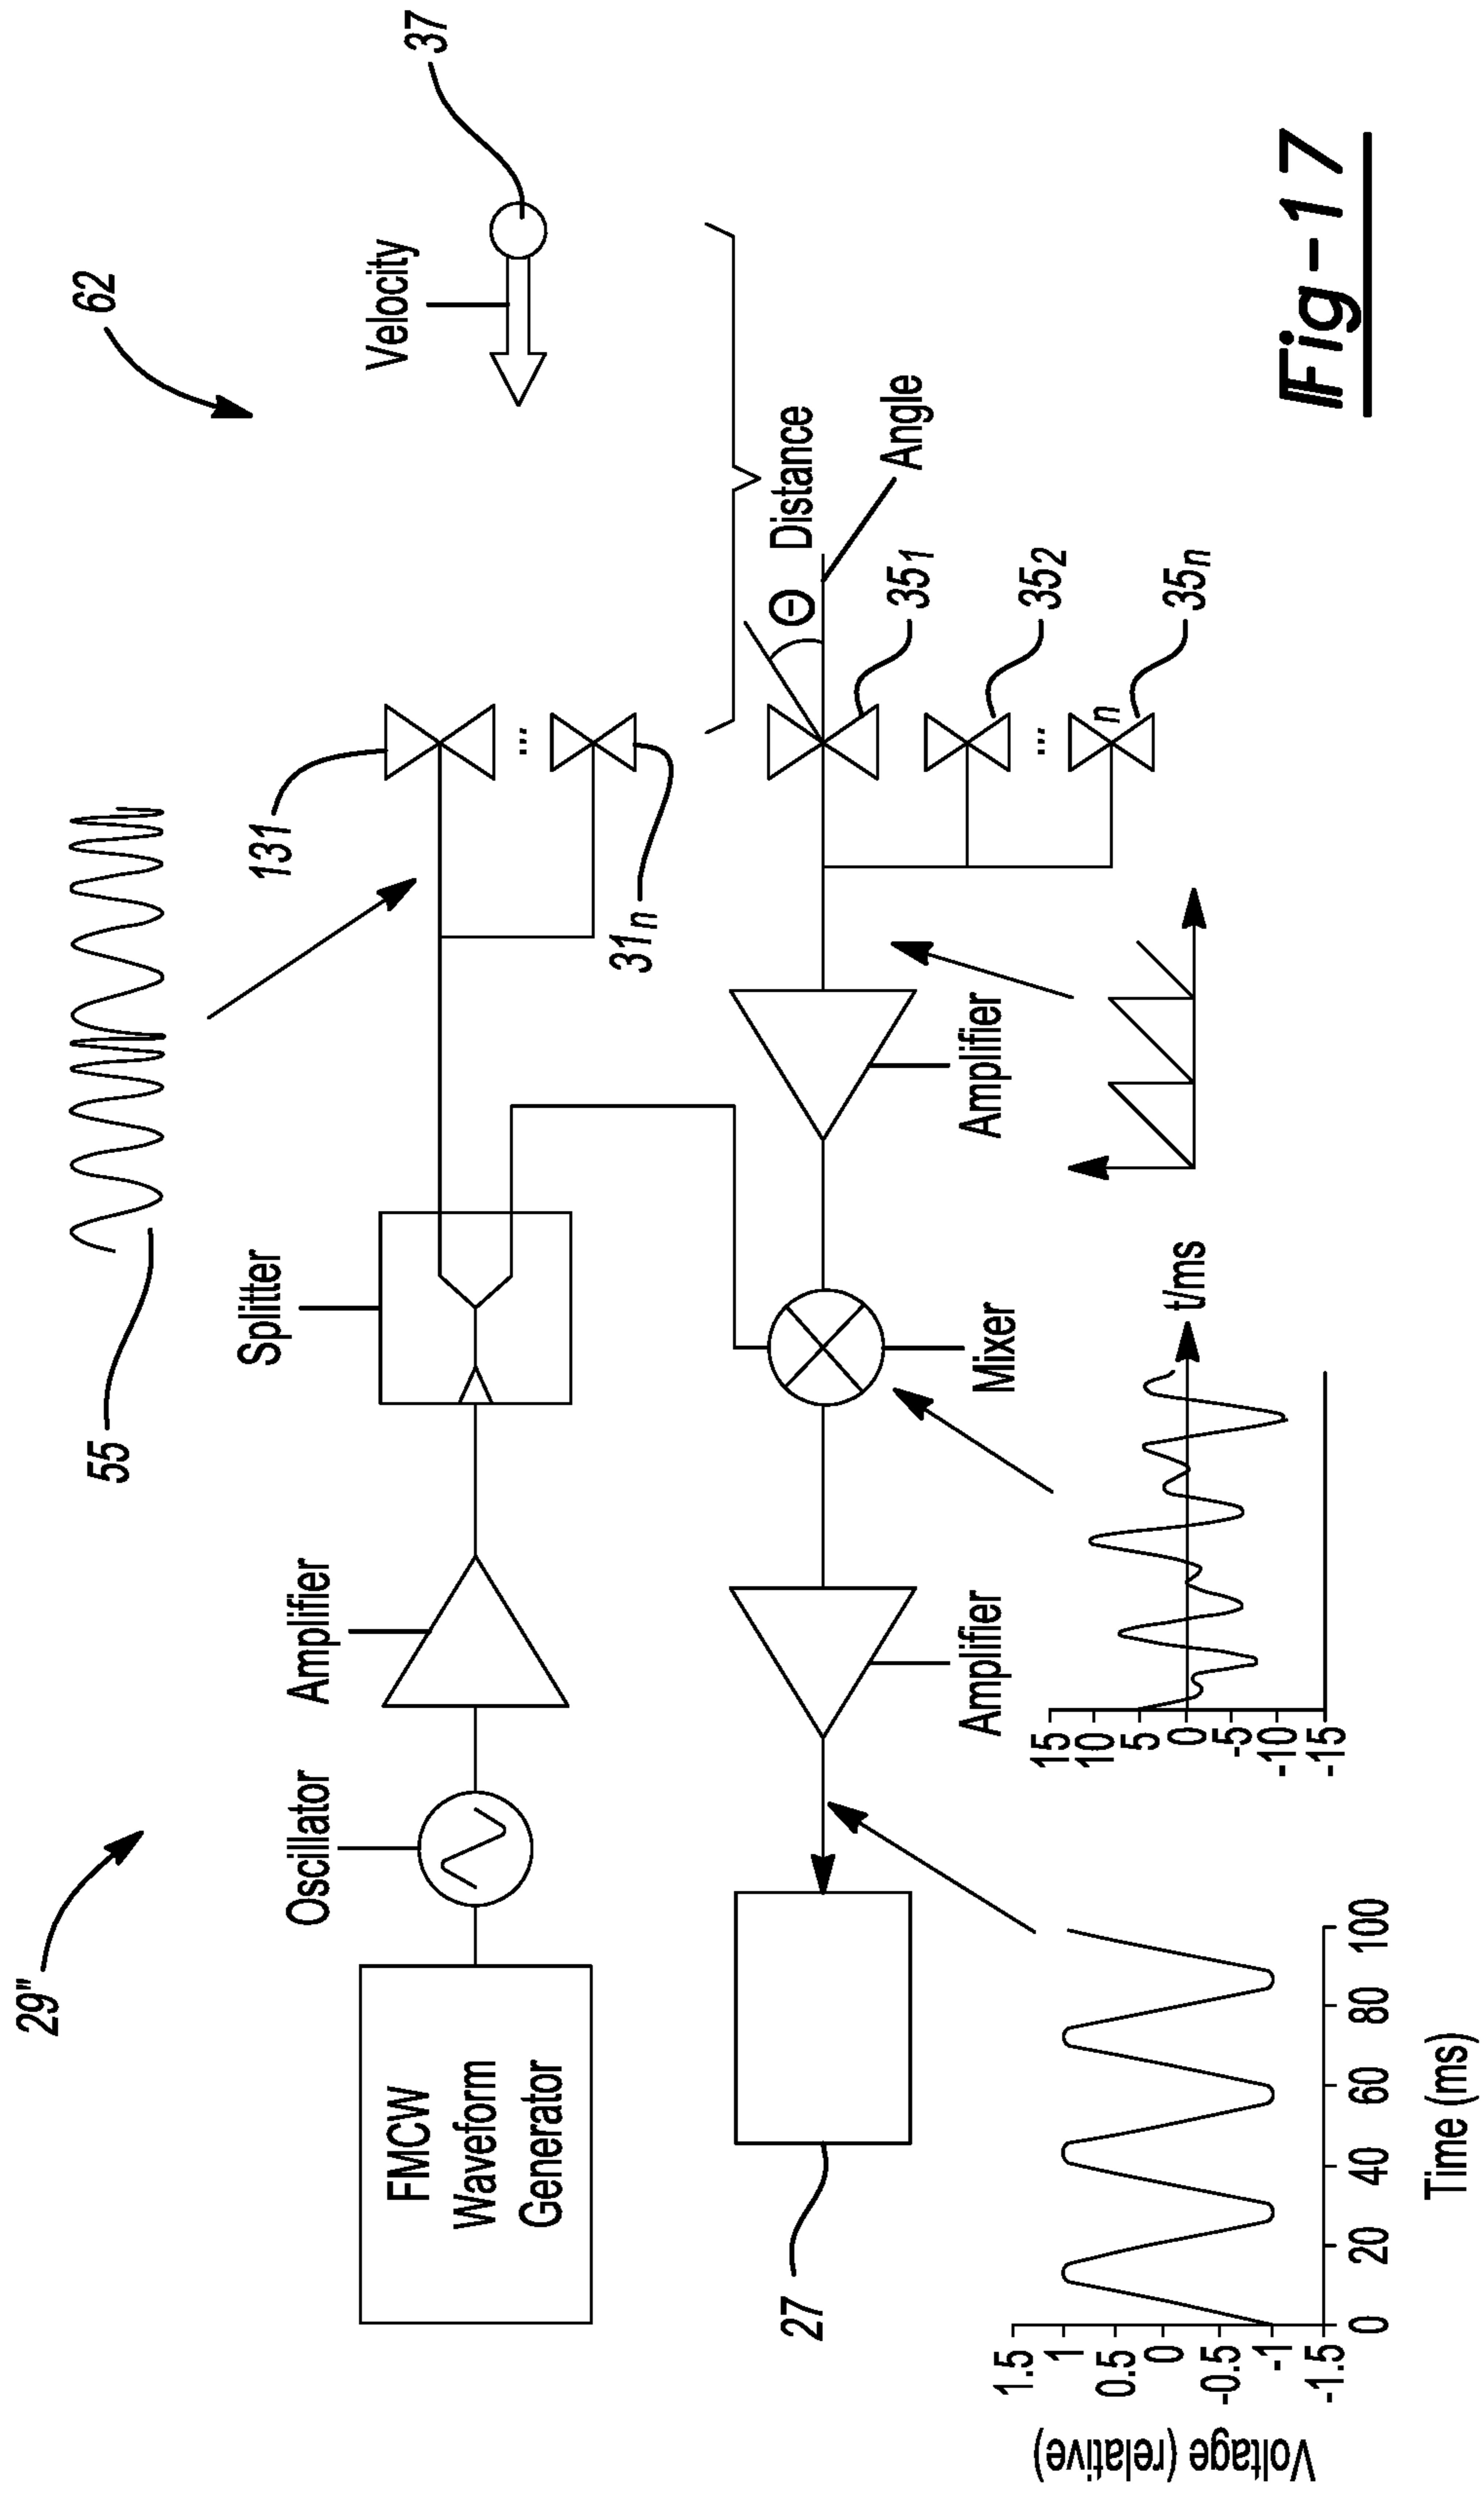 29"
62
55
Splitter
131
Velocity
37
Oscillator
Amplifier
FMCW
Waveform
Generator
31n
...
Distance
Θ
Angle
27
Amplifier
Mixer
Amplifier
351
352
...
n
35n
1.5
1
0.5
0
-0.5
-1
-1.5
Voltage (relative)
0 20 40 60 80 100
Time (ms)
15
10
5
0
-5
-10
-15
t ms
Fig-17